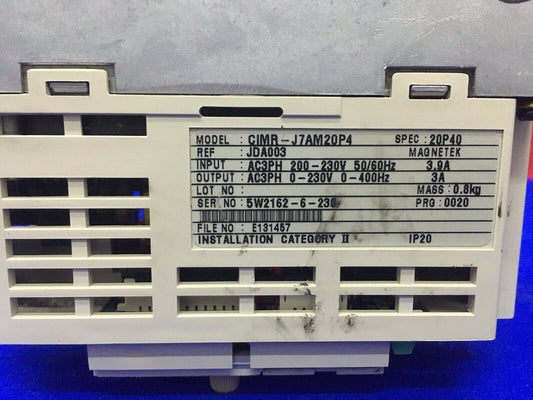 MODEL : CIMR-J7AM20P4 SPEC: 20P40
REF : JDA003 MAGNETEK
INPUT : AC3PH 200-230V 50/60Hz 3.9A
OUTPUT : AC3PH 0-230V 0-400Hz 3A
LOT NO : MASS: 0.8kg
SER NO : 5W2162-6-238 PRG: 0020
FILE NO : E131457
INSTALLATION CATEGORY II IP20